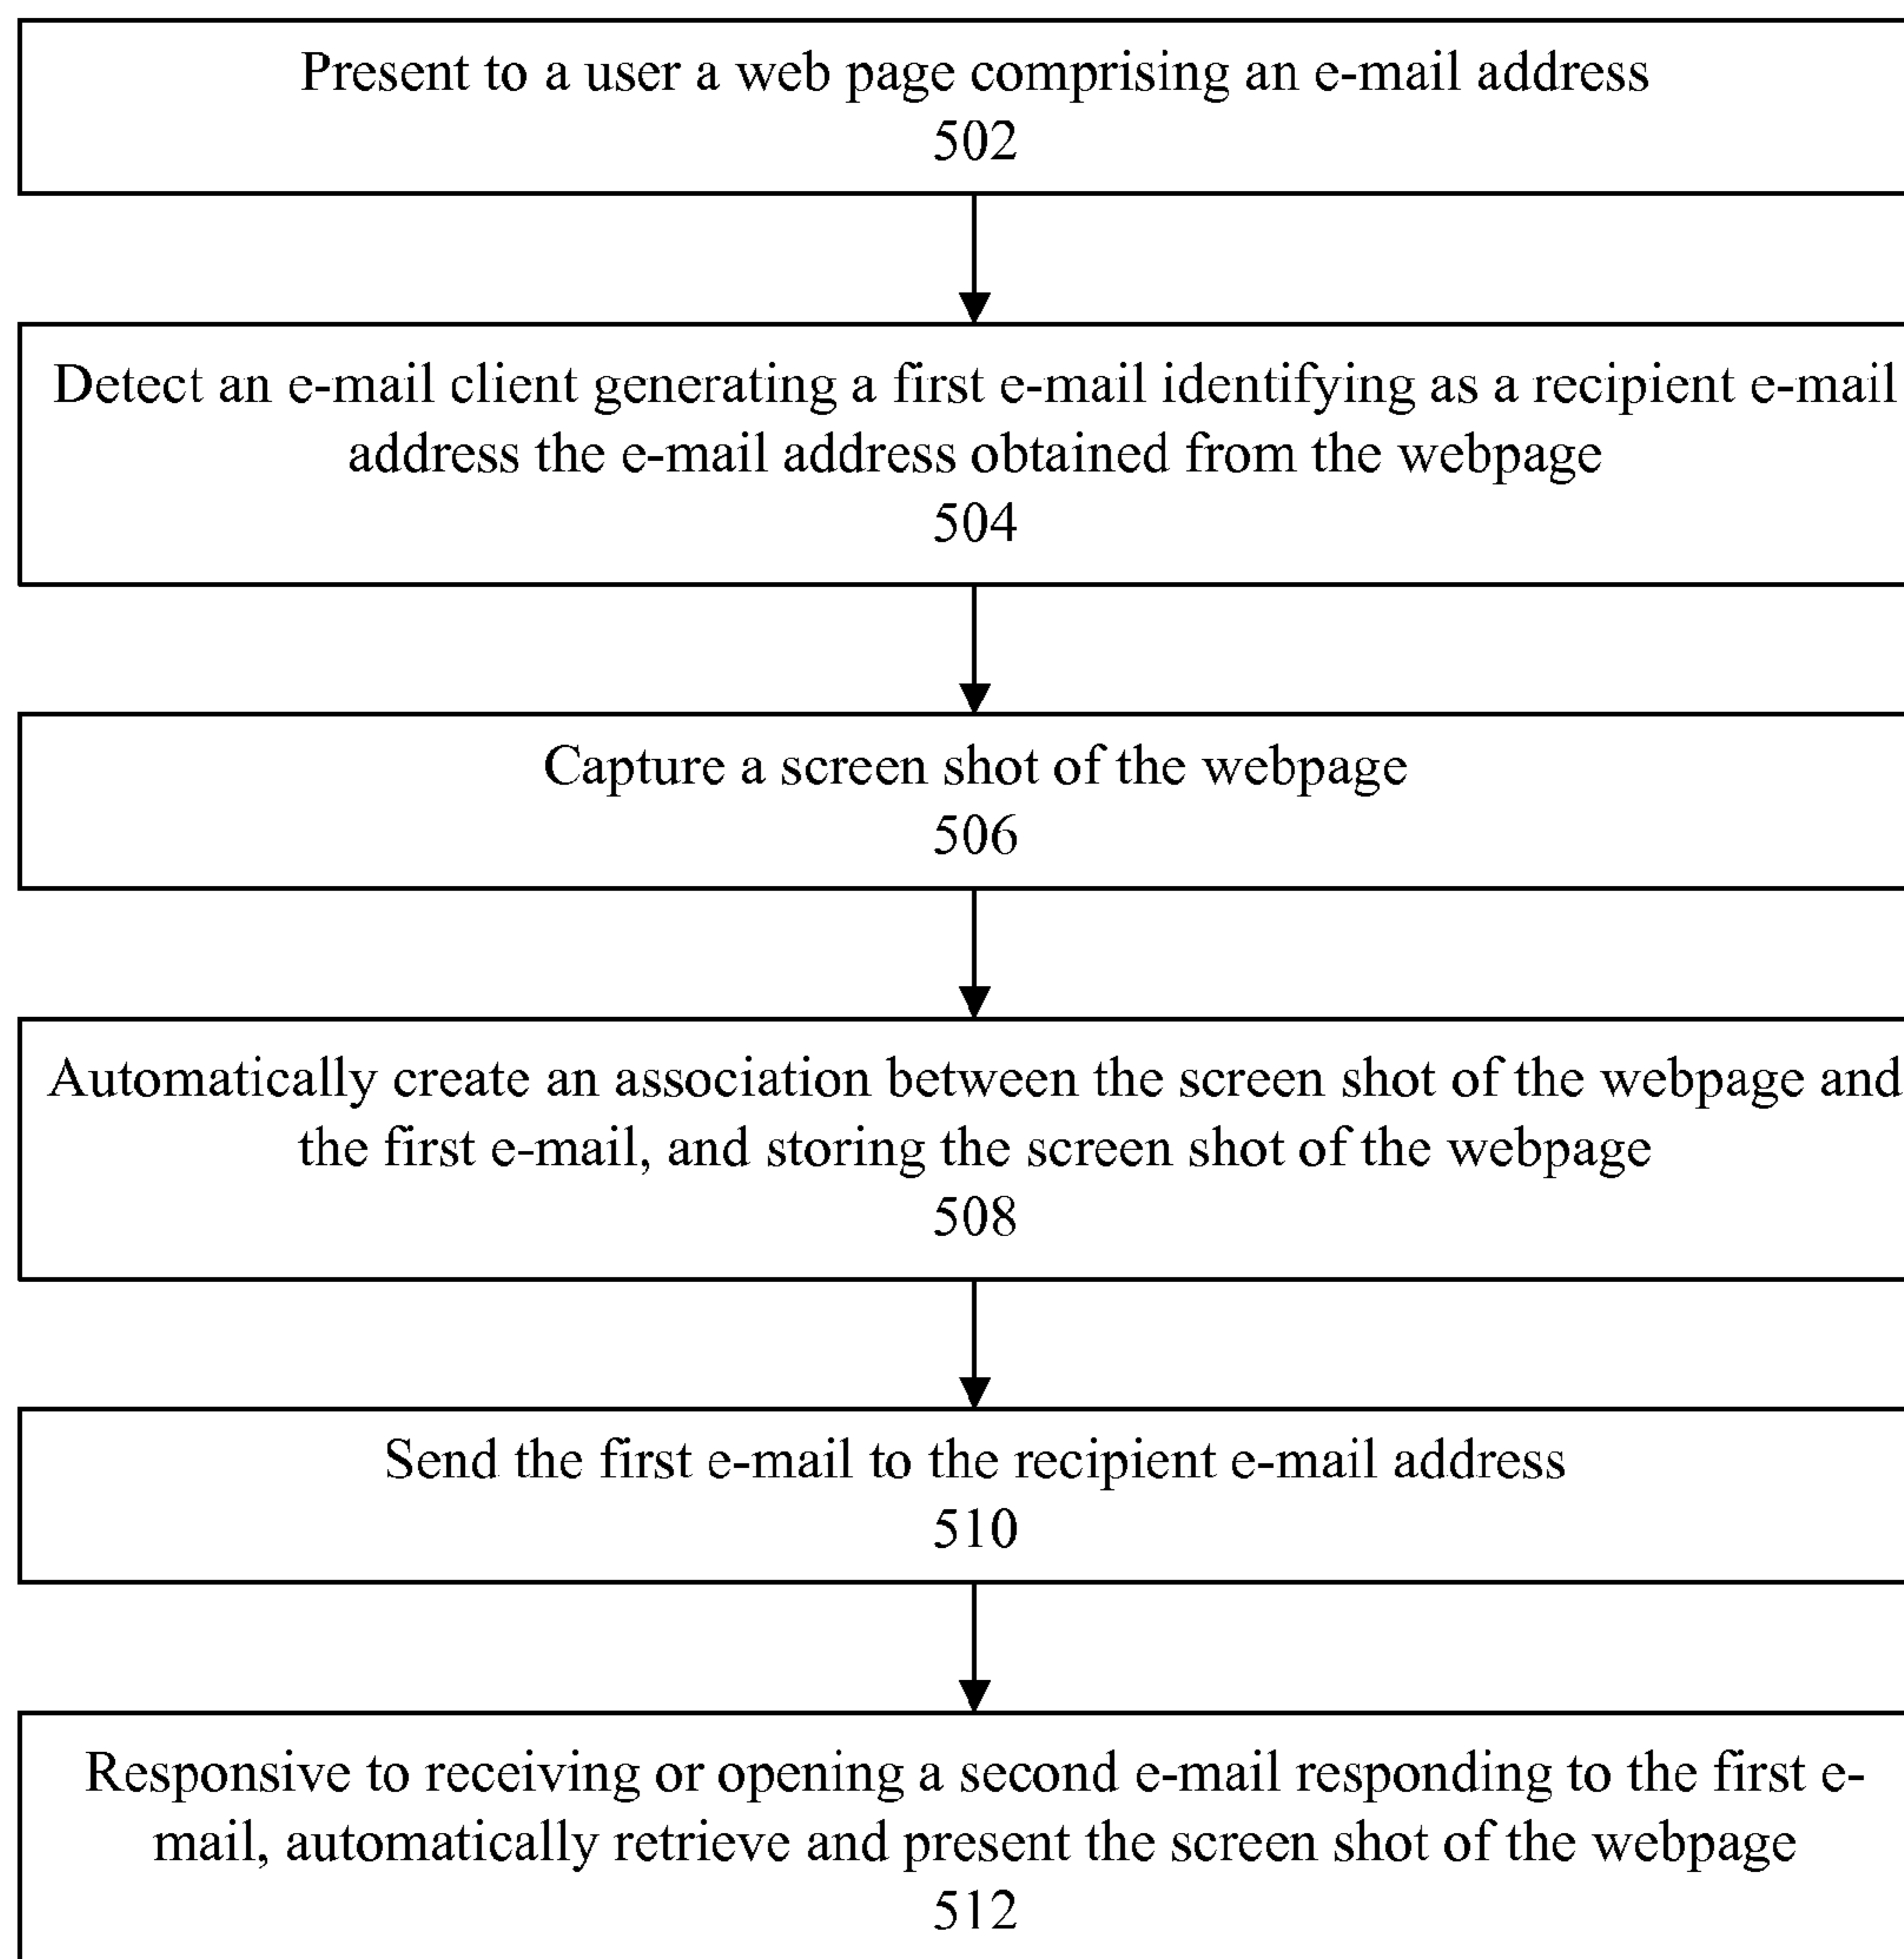 Present to a user a web page comprising an e-mail address
502
Detect an e-mail client generating a first e-mail identifying as a recipient e-mail
address the e-mail address obtained from the webpage
504
Capture a screen shot of the webpage
506
Automatically create an association between the screen shot of the webpage and
the first e-mail, and storing the screen shot of the webpage
508
Send the first e-mail to the recipient e-mail address
510
Responsive to receiving or opening a second e-mail responding to the first e-
mail, automatically retrieve and present the screen shot of the webpage
512